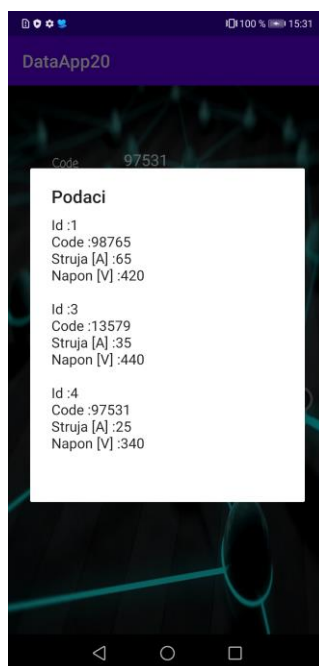 100 % 15:31
DataApp20
Code 97531
Podaci
Id :1
Code :98765
Struja [A] :65
Napon [V] :420
Id :3
Code :13579
Struja [A] :35
Napon [V] :440
Id :4
Code :97531
Struja [A] :25
Napon [V] :340